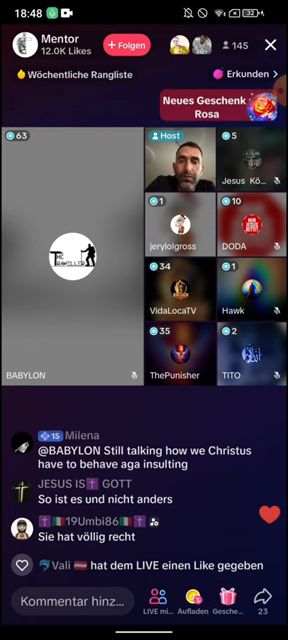 18:48
Mentor
12.0K Likes
+ Folgen
145
Wöchentliche Rangliste
Erkunden >
Neues Geschenk
Rosa
63
Host
5
Jesus Kö...
1
jerylolgross
10
DODA
THE
TRAVELLER
34
VidaLocaTV
1
Hawk
BABYLON
35
ThePunisher
2
TITO
15 Milena
@BABYLON Still talking how we Christus
have to behave aga insulting
JESUS IS✝️ GOTT
So ist es und nicht anders
✝️🇮🇹19Umbi86🇮🇹✝️
Sie hat völlig recht
🐬Vali 🇦🇹 hat dem LIVE einen Like gegeben
Kommentar hinz...
LIVE mi...
Aufladen
Gesche...
23